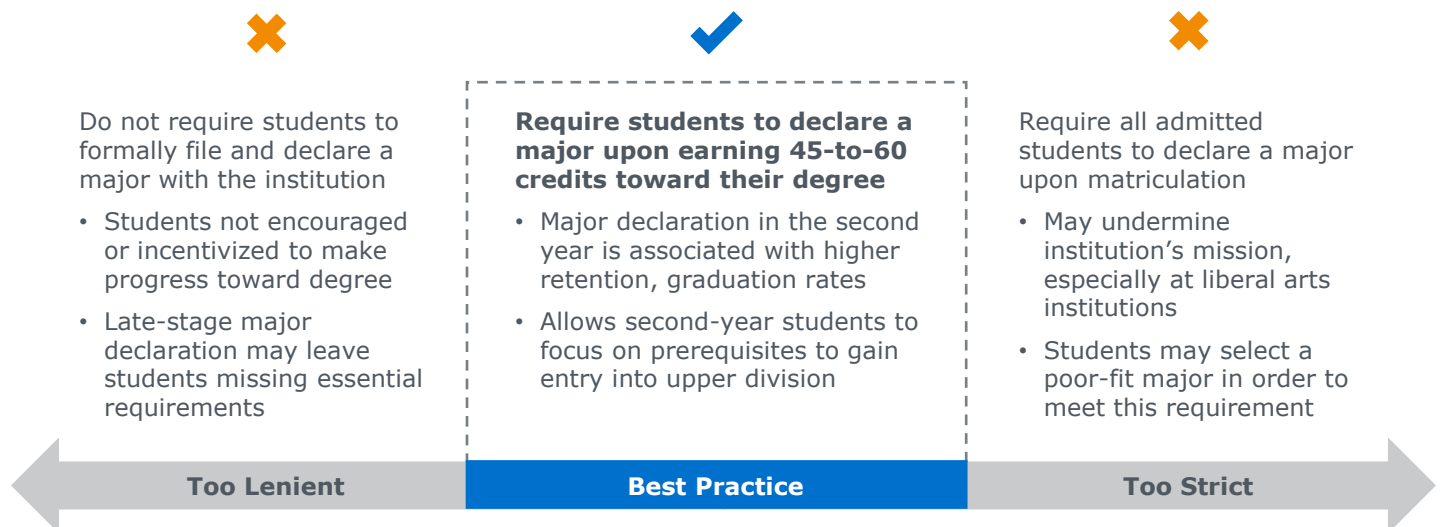 Do not require students to
formally file and declare a
major with the institution
• Students not encouraged
or incentivized to make
progress toward degree
• Late-stage major
declaration may leave
students missing essential
requirements
Require students to declare a
major upon earning 45-to-60
credits toward their degree
• Major declaration in the second
year is associated with higher
retention, graduation rates
• Allows second-year students to
focus on prerequisites to gain
entry into upper division
Require all admitted
students to declare a major
upon matriculation
• May undermine
institution’s mission,
especially at liberal arts
institutions
• Students may select a
poor-fit major in order to
meet this requirement
Too Lenient
Best Practice
Too Strict